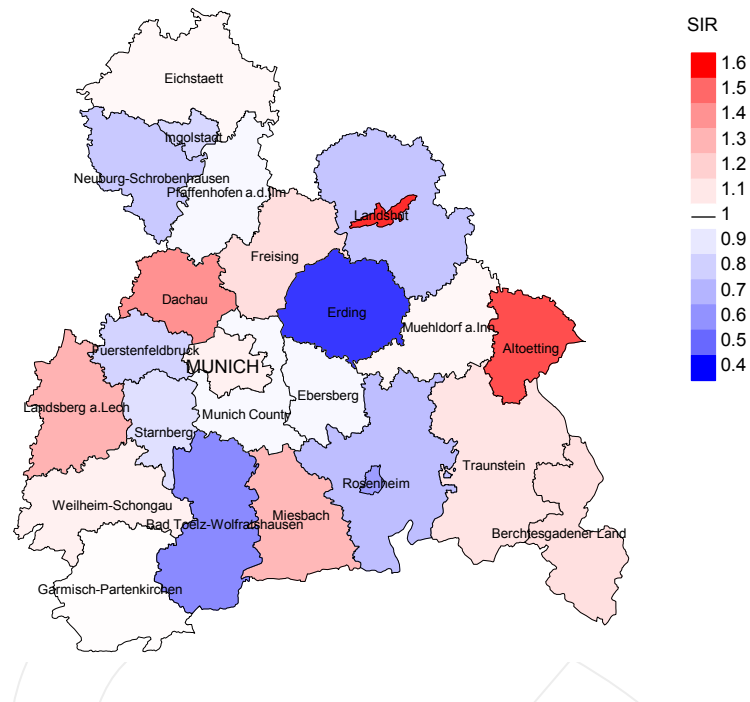 SIR
Eichstaett
1.6
1.5
1.4
1.3
1.2
1.1
1
0.9
0.8
0.7
0.6
0.5
0.4
Ingolstadt
Neuburg-Schrobenhausen
Pfaffenhofen a.d.Ilm
Landshut
Freising
Dachau
Erding
Muehldorf a.Inn
Altoetting
Fuerstenfeldbruck
MUNICH
Ebersberg
Landsberg a.Lech
Munich County
Starnberg
Traunstein
Rosenheim
Weilheim-Schongau
Miesbach
Bad Toelz-Wolfratshausen
Berchtesgadener Land
Garmisch-Partenkirchen